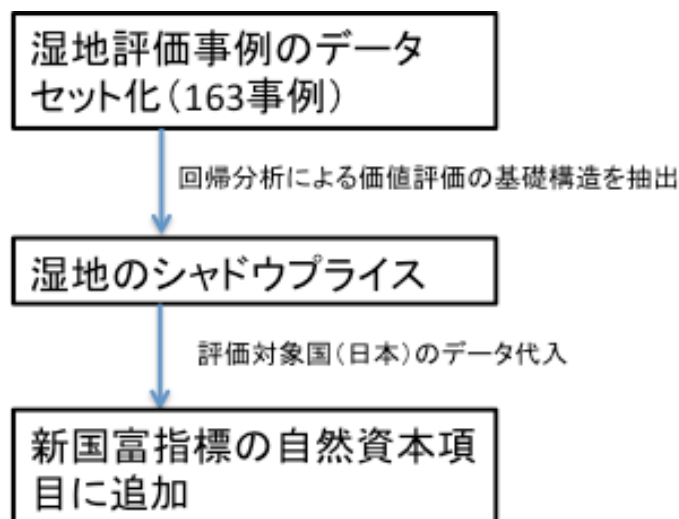 湿地評価事例のデータ
セット化(163事例)
回帰分析による価値評価の基礎構造を抽出
湿地のシャドウプライス
評価対象国(日本)のデータ代入
新国富指標の自然資本項
目に追加